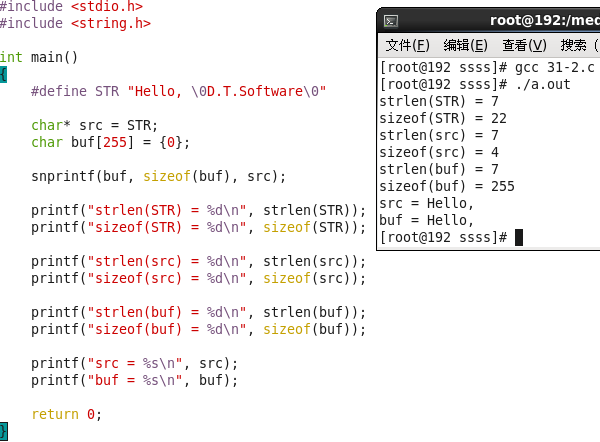 #include <stdio.h>
#include <string.h>
int main()
{
#define STR "Hello, \0D.T.Software\0"
char* src = STR;
char buf[255] = {0};
snprintf(buf, sizeof(buf), src);
printf("strlen(STR) = %d\n", strlen(STR));
printf("sizeof(STR) = %d\n", sizeof(STR));
printf("strlen(src) = %d\n", strlen(src));
printf("sizeof(src) = %d\n", sizeof(src));
printf("strlen(buf) = %d\n", strlen(buf));
printf("sizeof(buf) = %d\n", sizeof(buf));
printf("src = %s\n", src);
printf("buf = %s\n", buf);
return 0;
}
root@192:/med
文件(F) 编辑(E) 查看(V) 搜索 (
[root@192 ssss]# gcc 31-2.c
[root@192 ssss]# ./a.out
strlen(STR) = 7
sizeof(STR) = 22
strlen(src) = 7
sizeof(src) = 4
strlen(buf) = 7
sizeof(buf) = 255
src = Hello,
buf = Hello,
[root@192 ssss]#